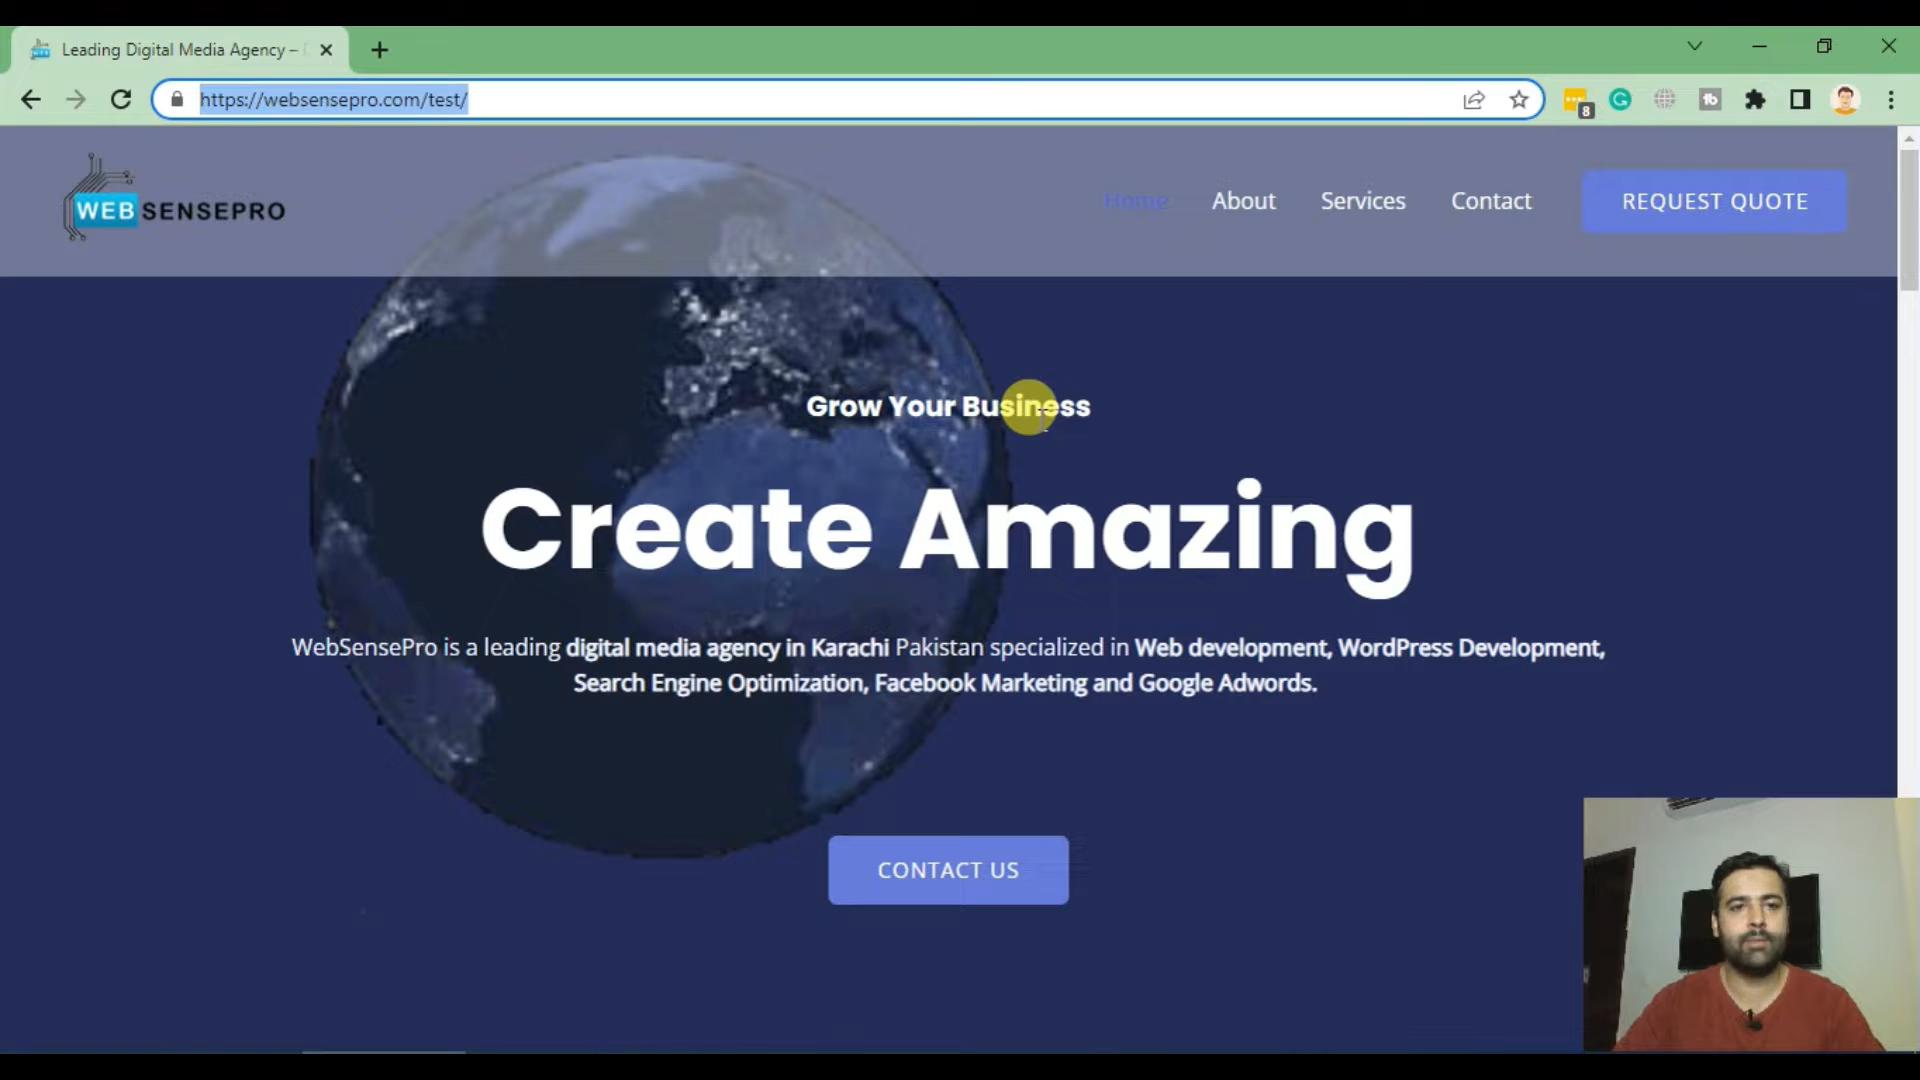 Leading Digital Media Agency –
https://websensepro.com/test/
8
WEBSENSEPRO
Home
About
Services
Contact
REQUEST QUOTE
Grow Your Business
Create Amazing
WebSensePro is a leading digital media agency in Karachi Pakistan specialized in Web development, WordPress Development,
Search Engine Optimization, Facebook Marketing and Google Adwords.
CONTACT US